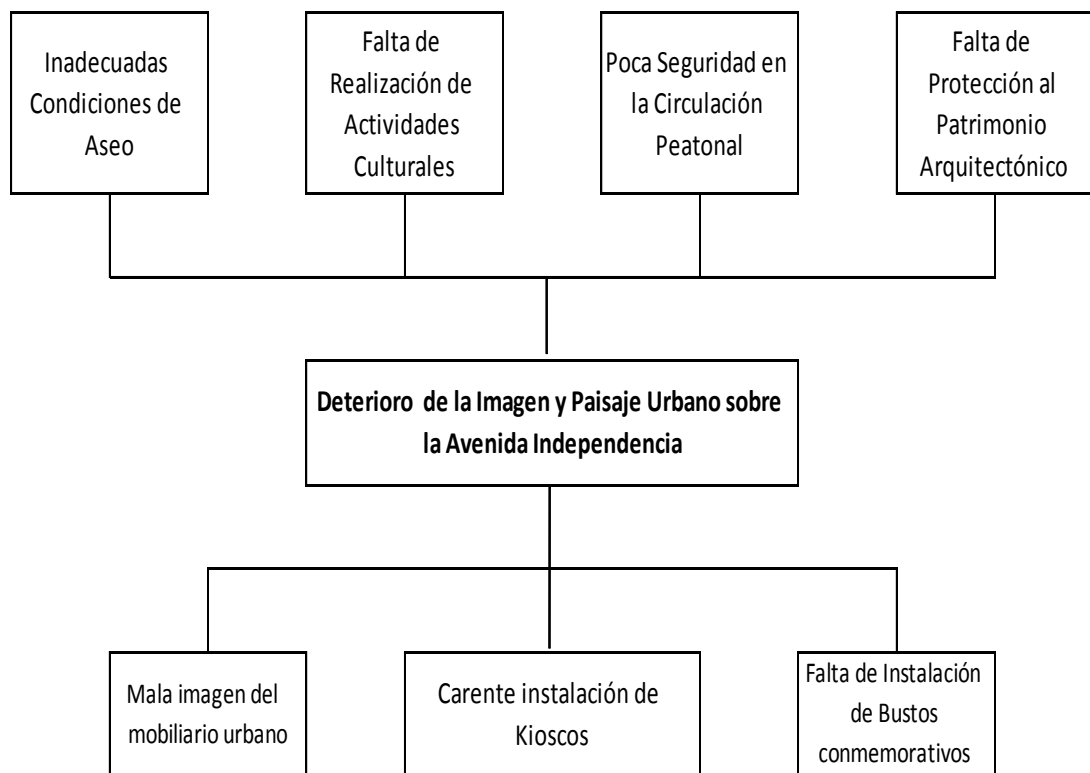 Inadecuadas
Condiciones de
Aseo
Falta de
Realización de
Actividades
Culturales
Poca Seguridad en
la Circulación
Peatonal
Falta de
Protección al
Patrimonio
Arquitectónico
Deterioro de la Imagen y Paisaje Urbano sobre
la Avenida Independencia
Mala imagen del
mobiliario urbano
Carente instalación de
Kioscos
Falta de Instalación
de Bustos
conmemorativos